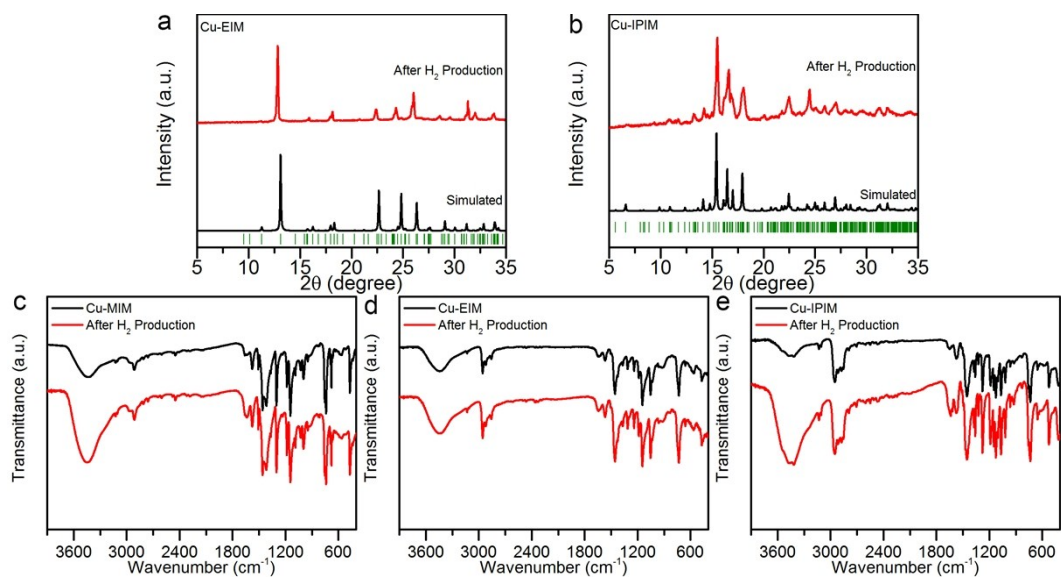 a
Cu-EIM
After H₂ Production
Simulated
Intensity (a.u.)
5 10 15 20 25 30 35
2θ (degree)
b
Cu-IPIM
After H₂ Production
Simulated
Intensity (a.u.)
5 10 15 20 25 30 35
2θ (degree)
c
Cu-MIM
After H₂ Production
Transmittance (a.u.)
3600 3000 2400 1800 1200 600
Wavenumber (cm⁻¹)
d
Cu-EIM
After H₂ Production
Transmittance (a.u.)
3600 3000 2400 1800 1200 600
Wavenumber (cm⁻¹)
e
Cu-IPIM
After H₂ Production
Transmittance (a.u.)
3600 3000 2400 1800 1200 600
Wavenumber (cm⁻¹)